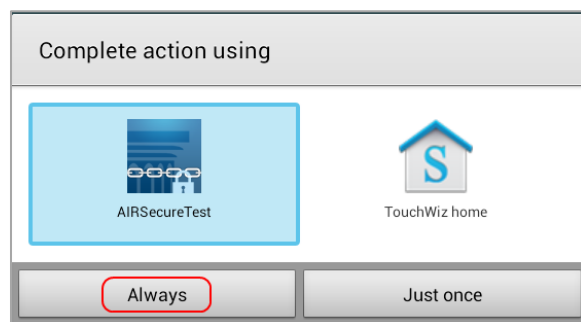 Complete action using
S
AIRSecureTest
TouchWiz home
Always
Just once